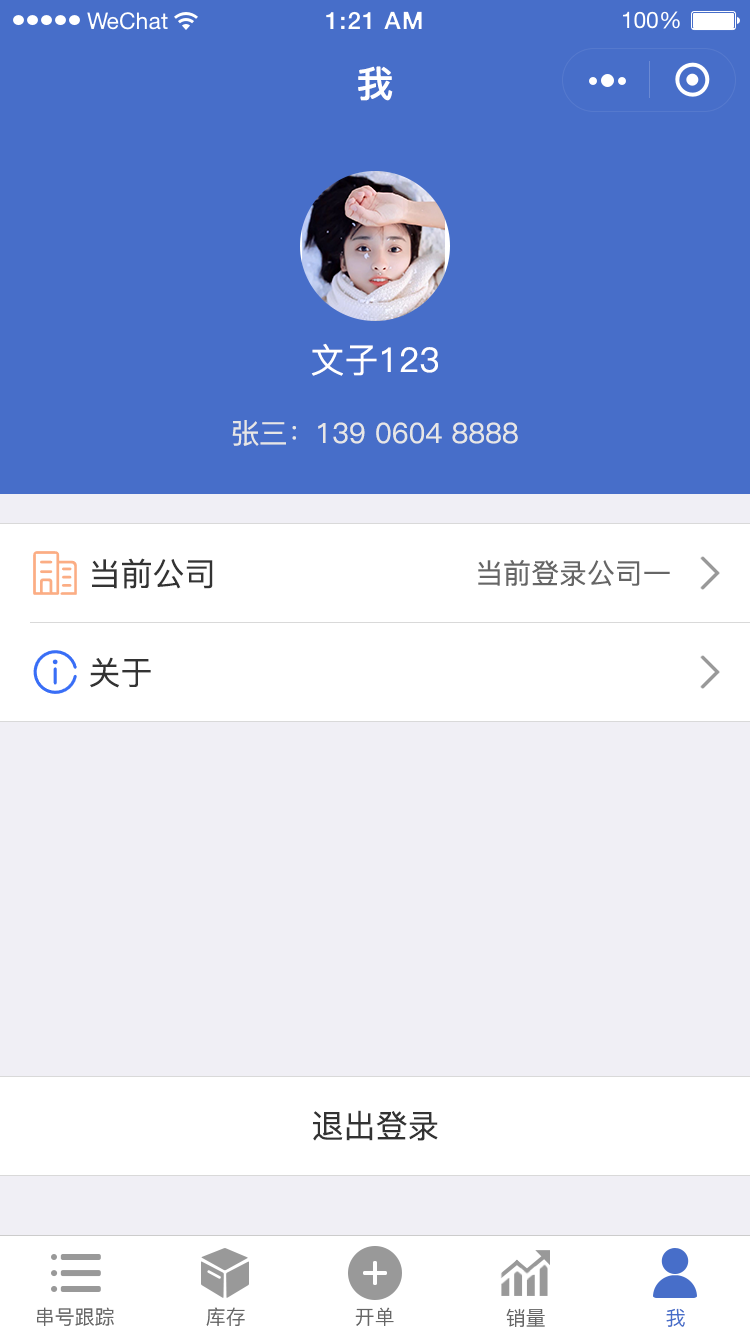 WeChat 1:21 AM 100%
我
文子123
张三：139 0604 8888
当前公司 当前登录公司一
关于
退出登录
串号跟踪 库存 开单 销量 我